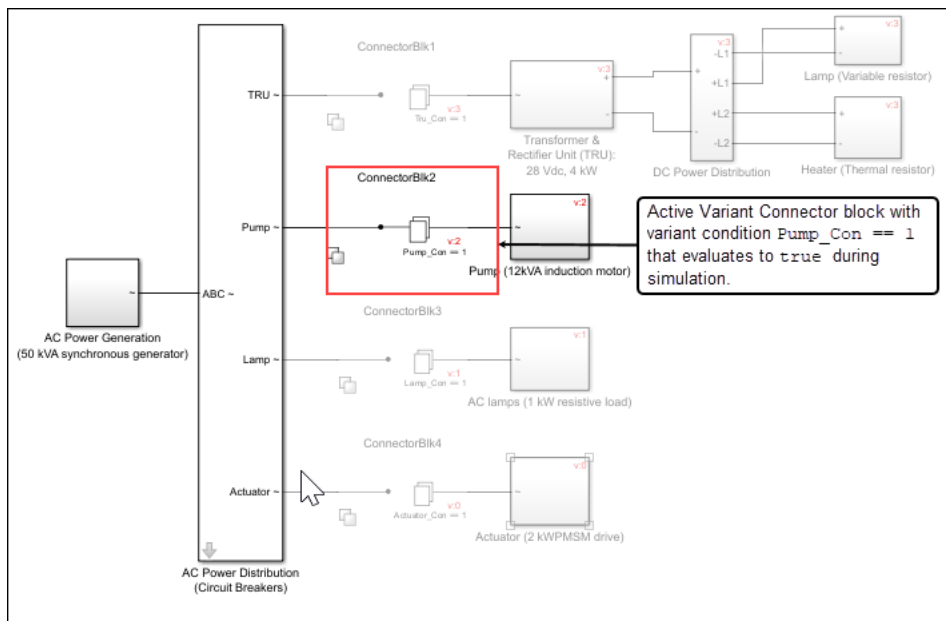 ConnectorBlk1
TRU ~
v:3
Tru_Con == 1
~
v:3
+
-
Transformer &
Rectifier Unit (TRU):
28 Vdc, 4 kW
v:3
+
-
-L1
+L1
+L2
-L2
DC Power Distribution
v:3
+
-
Lamp (Variable resistor)
v:3
+
-
Heater (Thermal resistor)
ConnectorBlk2
Pump ~
v:2
Pump_Con == 1
~
v:2
Pump (12kVA induction motor)
Active Variant Connector block with
variant condition Pump_Con == 1
that evaluates to true during
simulation.
~
AC Power Generation
(50 kVA synchronous generator)
ABC ~
ConnectorBlk3
Lamp ~
v:1
Lamp_Con == 1
~
v:1
AC lamps (1 kW resistive load)
ConnectorBlk4
Actuator ~
v:0
Actuator_Con == 1
~
v:0
Actuator (2 kWPMSM drive)
AC Power Distribution
(Circuit Breakers)